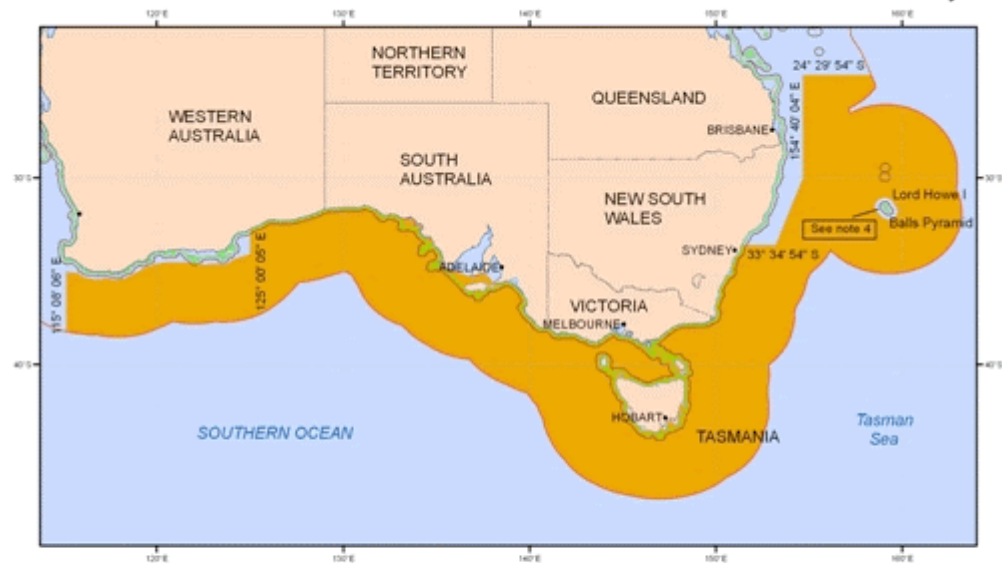 120°E
130°E
140°E
150°E
160°E
NORTHERN
TERRITORY
24° 29' 54" S
WESTERN
AUSTRALIA
QUEENSLAND
154° 40' 04" E
BRISBANE
SOUTH
AUSTRALIA
30°S
30°S
Lord Howe I
NEW SOUTH
WALES
Balls Pyramid
See note 4
SYDNEY
33° 34' 54" S
ADELAIDE
115° 08' 06" E
125° 00' 05" E
VICTORIA
MELBOURNE
40°S
40°S
HOBART
TASMANIA
SOUTHERN OCEAN
Tasman
Sea
120°E
130°E
140°E
150°E
160°E